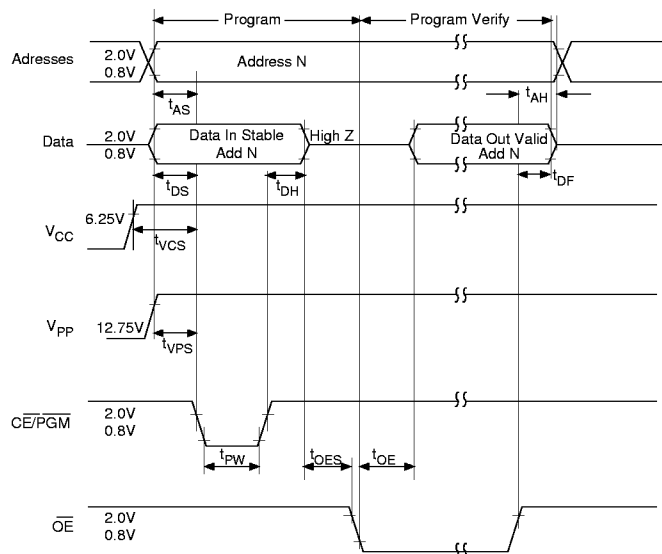 Program
Program Verify
Adresses
2.0V
0.8V
Address N
tAS
tAH
Data
2.0V
0.8V
Data In Stable
Add N
High Z
Data Out Valid
Add N
tDS
tDH
tDF
VCC
6.25V
tVCS
VPP
12.75V
tVPS
CE/PGM
2.0V
0.8V
tPW
tOES
tOE
OE
2.0V
0.8V